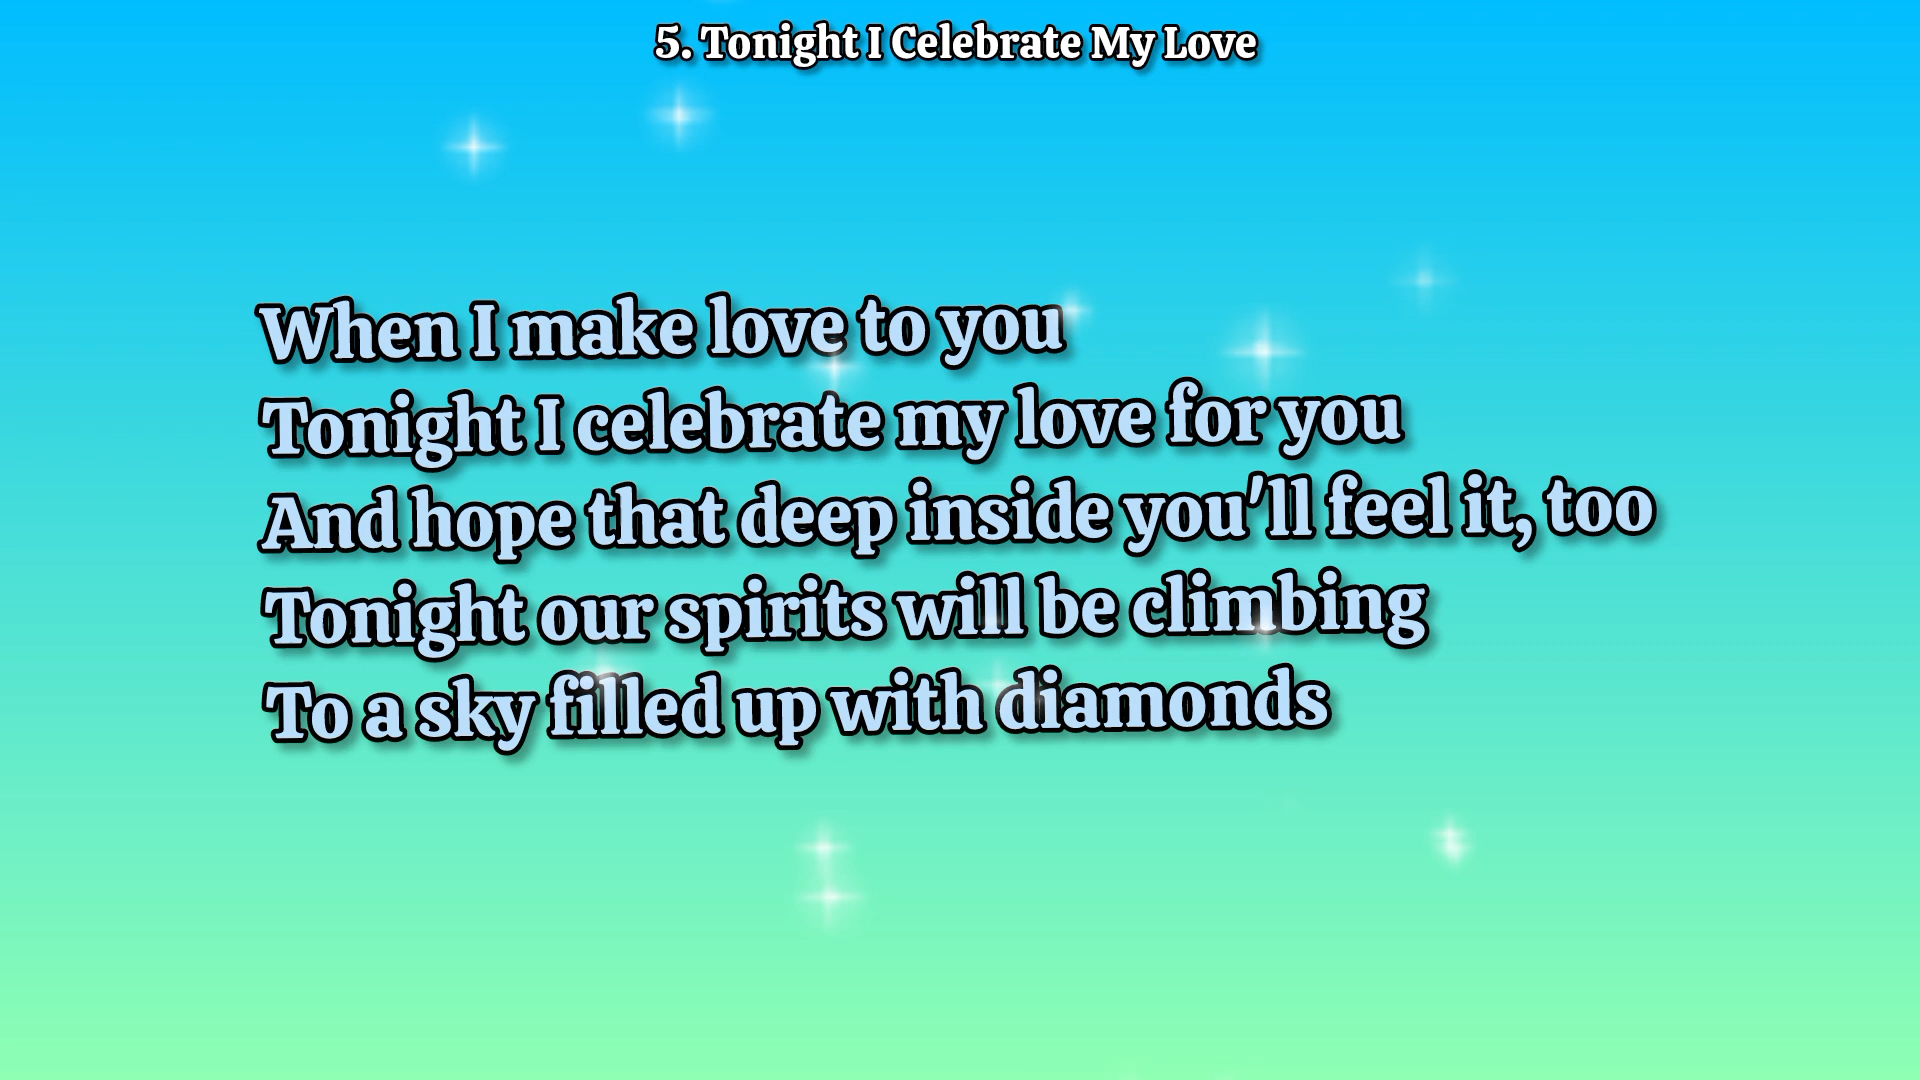 5. Tonight I Celebrate My Love
When I make love to you
Tonight I celebrate my love for you
And hope that deep inside you'll feel it, too
Tonight our spirits will be climbing
To a sky filled up with diamonds